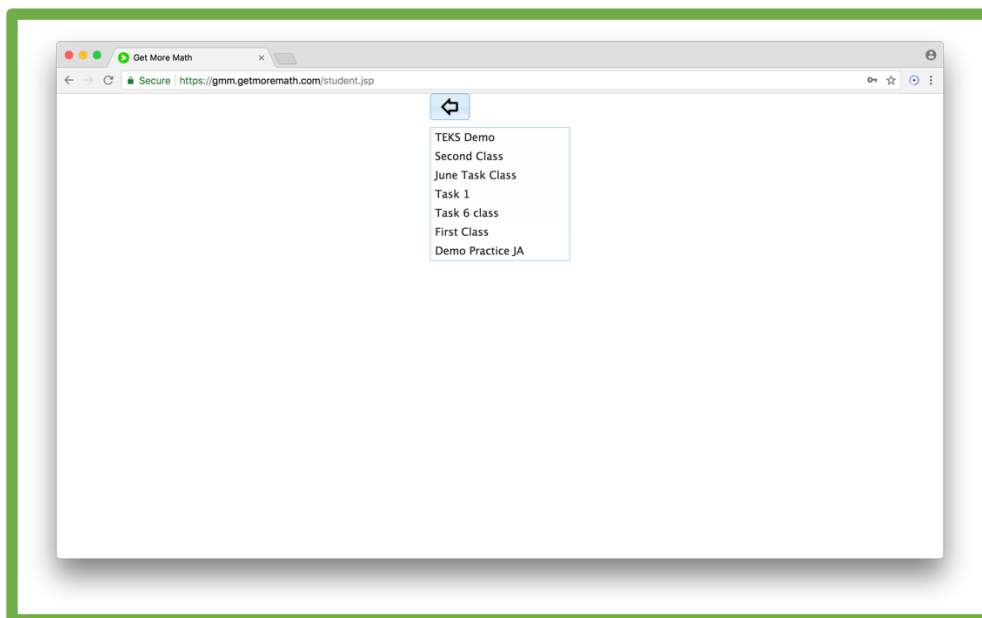 Get More Math
Secure https://gmm.getmoremath.com/student.jsp
TEKS Demo
Second Class
June Task Class
Task 1
Task 6 class
First Class
Demo Practice JA